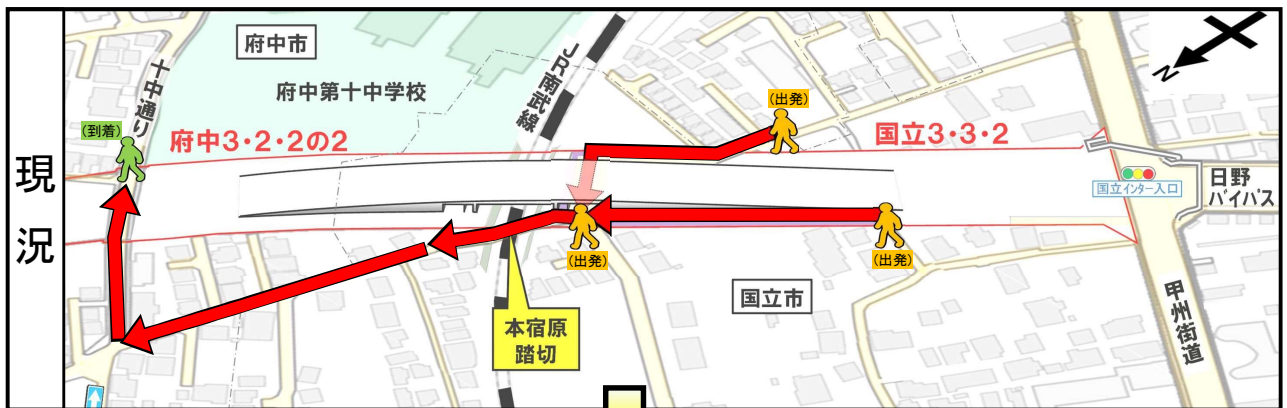 現
況
府中市
十中通り
府中第十中学校
JR南武線
(到着)
府中3・2・2の2
(出発)
国立3・3・2
N
国立インター入口
日野
バイパス
(出発)
(出発)
国立市
本宿原
踏切
甲州街道